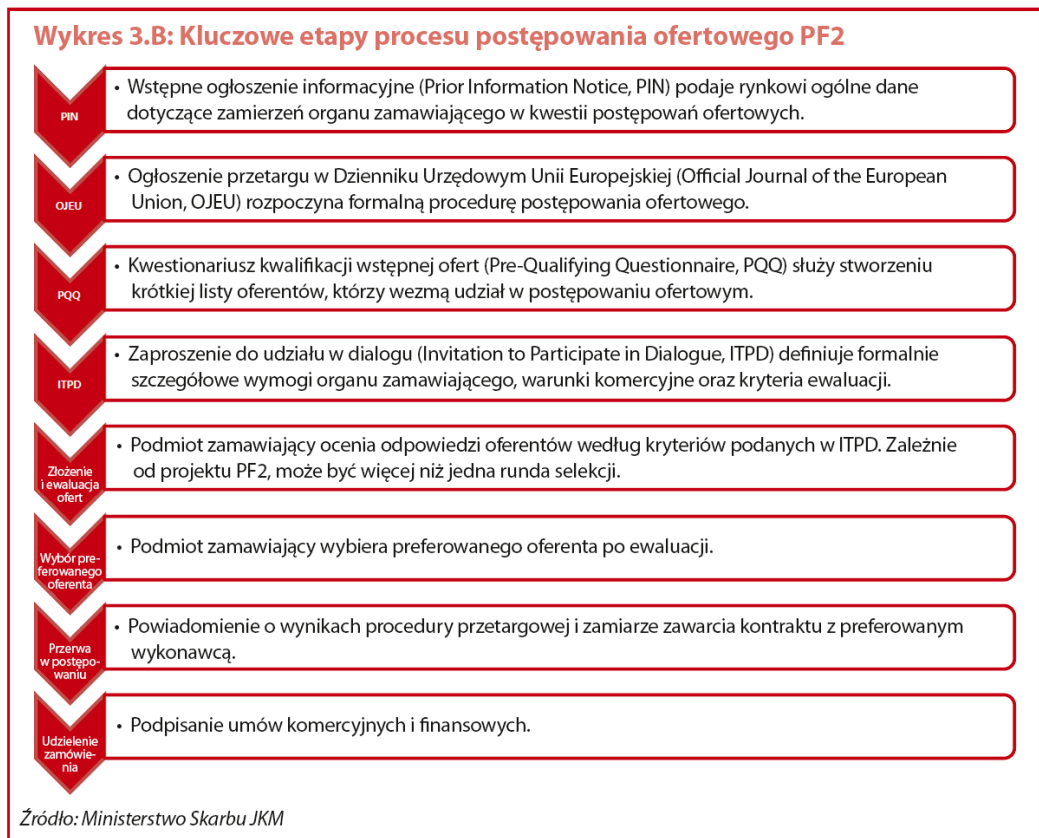 Wykres 3.B: Kluczowe etapy procesu postępowania ofertowego PF2
PIN
• Wstępne ogłoszenie informacyjne (Prior Information Notice, PIN) podaje rynkowi ogólne dane
dotyczące zamierzeń organu zamawiającego w kwestii postępowań ofertowych.
OJEU
• Ogłoszenie przetargu w Dzienniku Urzędowym Unii Europejskiej (Official Journal of the European
Union, OJEU) rozpoczyna formalną procedurę postępowania ofertowego.
PQQ
• Kwestionariusz kwalifikacji wstępnej ofert (Pre-Qualifying Questionnaire, PQQ) służy stworzeniu
krótkiej listy oferentów, którzy wezmą udział w postępowaniu ofertowym.
ITPD
• Zaproszenie do udziału w dialogu (Invitation to Participate in Dialogue, ITPD) definiuje formalnie
szczegółowe wymogi organu zamawiającego, warunki komercyjne oraz kryteria ewaluacji.
Złożenie
i ewaluacja
ofert
• Podmiot zamawiający ocenia odpowiedzi oferentów według kryteriów podanych w ITPD. Zależnie
od projektu PF2, może być więcej niż jedna runda selekcji.
Wybór pre-
ferowanego
oferenta
• Podmiot zamawiający wybiera preferowanego oferenta po ewaluacji.
Przerwa
w postępo-
waniu
• Powiadomienie o wynikach procedury przetargowej i zamiarze zawarcia kontraktu z preferowanym
wykonawcą.
Udzielenie
zamówie-
nia
• Podpisanie umów komercyjnych i finansowych.
Źródło: Ministerstwo Skarbu JKM